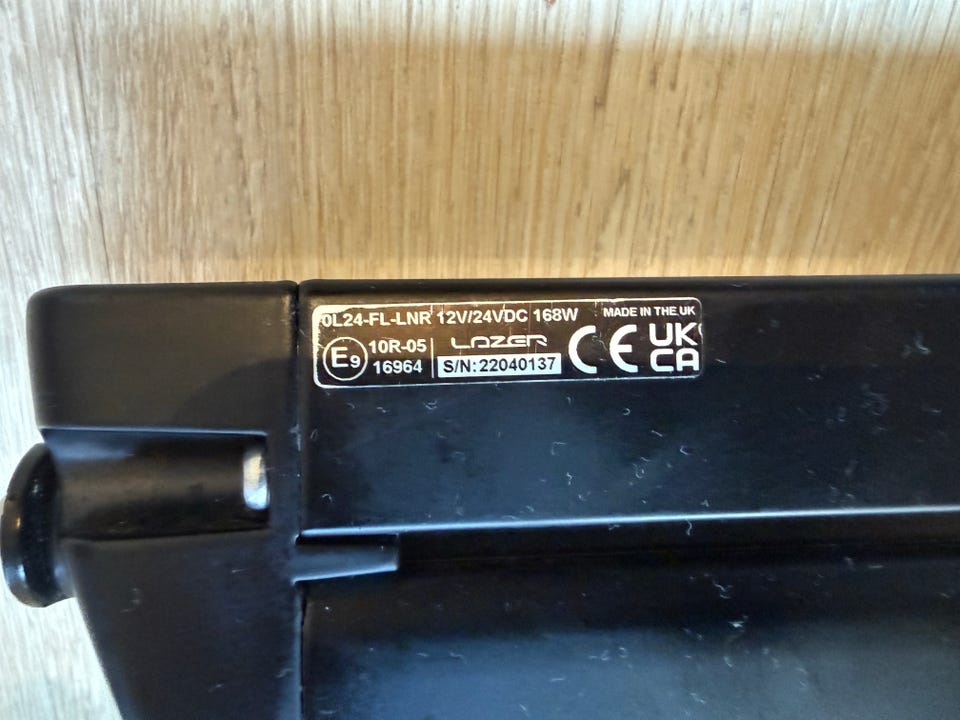 0L24-FL-LNR 12V/24VDC 168W MADE IN THE UK
E9 10R-05 LAZER CE UK
16964 S/N: 22040137 CA